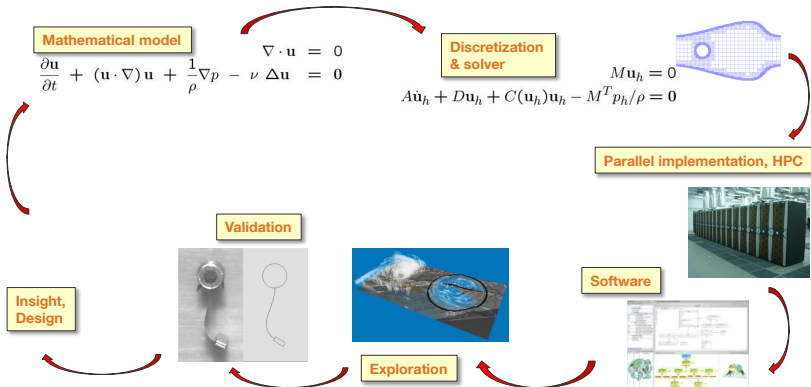 Mathematical model
∇ · u = 0
∂u/∂t + (u · ∇) u + 1/ρ ∇p − ν Δu = 0
Discretization
& solver
Mu_h = 0
Au̇_h + Du_h + C(u_h)u_h − M^T p_h/ρ = 0
Parallel implementation, HPC
Validation
Software
Insight,
Design
Exploration